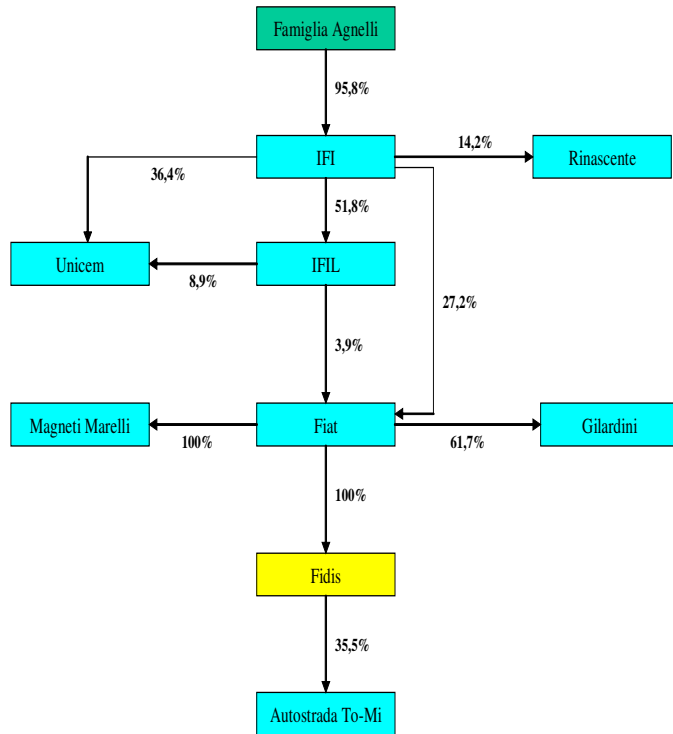 Famiglia Agnelli
95,8%
IFI
14,2%
Rinascente
36,4%
51,8%
Unicem
8,9%
IFIL
27,2%
3,9%
Magneti Marelli
100%
Fiat
61,7%
Gilardini
100%
Fidis
35,5%
Autostrada To-Mi